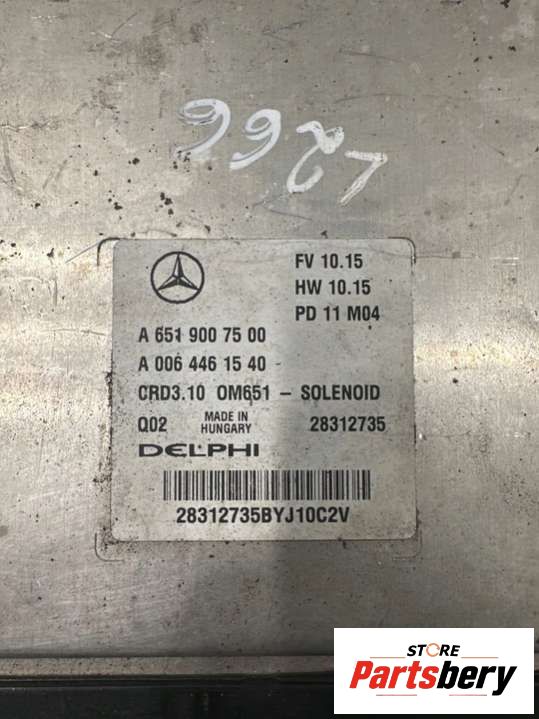 FV 10.15
HW 10.15
PD 11 M04
A 651 900 75 00
A 006 446 15 40
CRD3.10 OM651 - SOLENOID
Q02 MADE IN HUNGARY 28312735
DELPHI
28312735BYJ10C2V
STORE
Partsbery